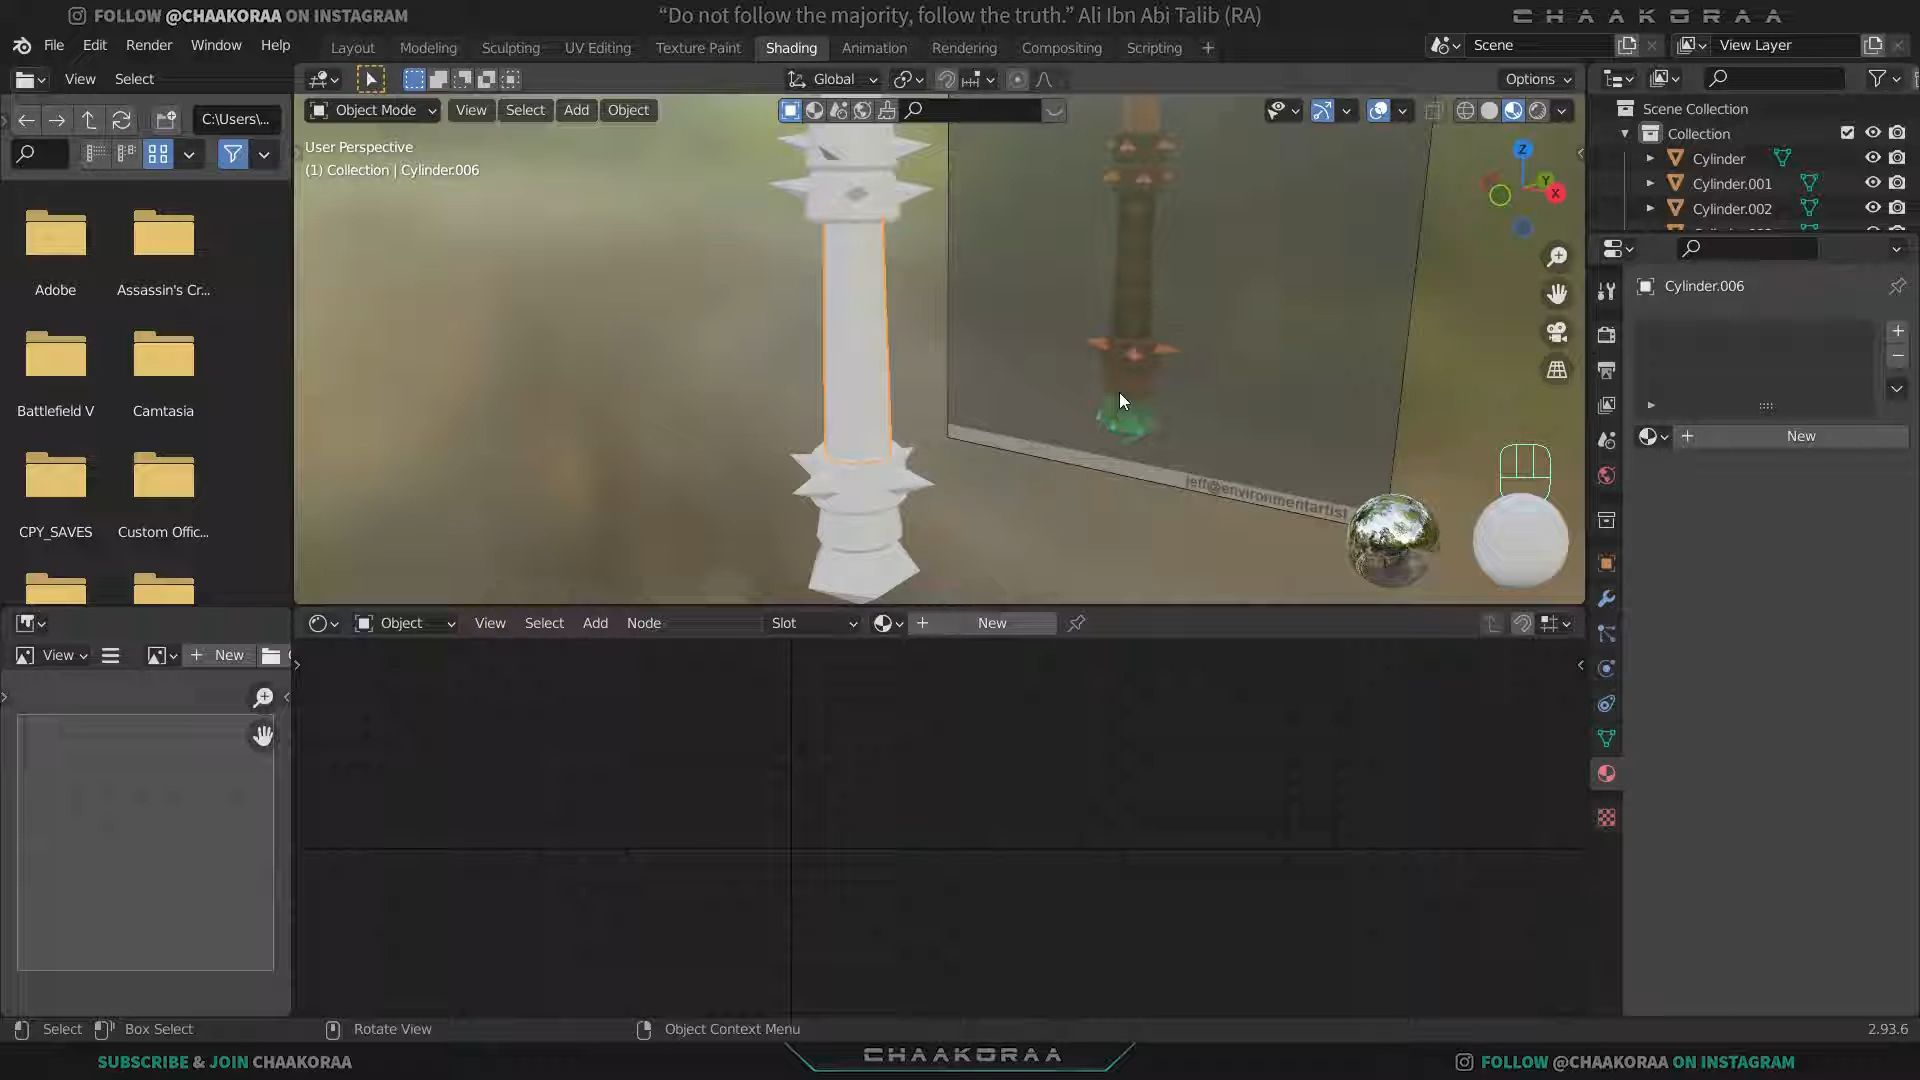 FOLLOW @CHAAKORAA ON INSTAGRAM
“Do not follow the majority, follow the truth.” Ali Ibn Abi Talib (RA)
CHAAKORAA
File Edit Render Window Help
Layout Modeling Sculpting UV Editing Texture Paint Shading Animation Rendering Compositing Scripting
Scene
View Layer
View Select
Global
Options
C:\Users\...
Object Mode View Select Add Object
Scene Collection
Collection
Cylinder
Cylinder.001
Cylinder.002
User Perspective
(1) Collection | Cylinder.006
Z
Y
X
Cylinder.006
New
Adobe
Assassin's Cr...
Battlefield V
Camtasia
CPY_SAVES
Custom Offic...
jeff@environmentartist
Object View Select Add Node
Slot
New
View
New
Select
Box Select
Rotate View
Object Context Menu
2.93.6
SUBSCRIBE & JOIN CHAAKORAA
CHAAKORAA
FOLLOW @CHAAKORAA ON INSTAGRAM